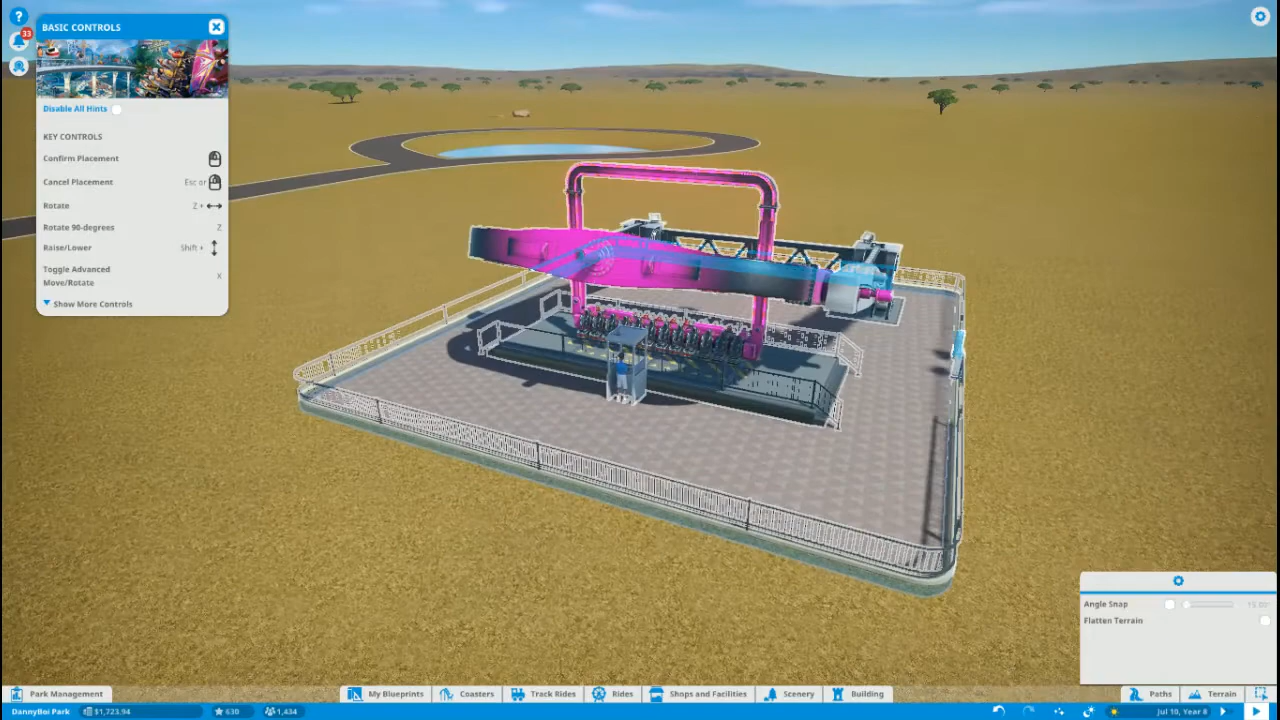 ?
33
BASIC CONTROLS
Disable All Hints
KEY CONTROLS
Confirm Placement
Cancel Placement Esc or
Rotate Z +
Rotate 90-degrees Z
Raise/Lower Shift +
Toggle Advanced
Move/Rotate X
Show More Controls
Angle Snap 15.00°
Flatten Terrain
Park Management
My Blueprints
Coasters
Track Rides
Rides
Shops and Facilities
Scenery
Building
Paths
Terrain
DannyBoi Park
$1,723.94
630
1,434
Jul 10, Year 8